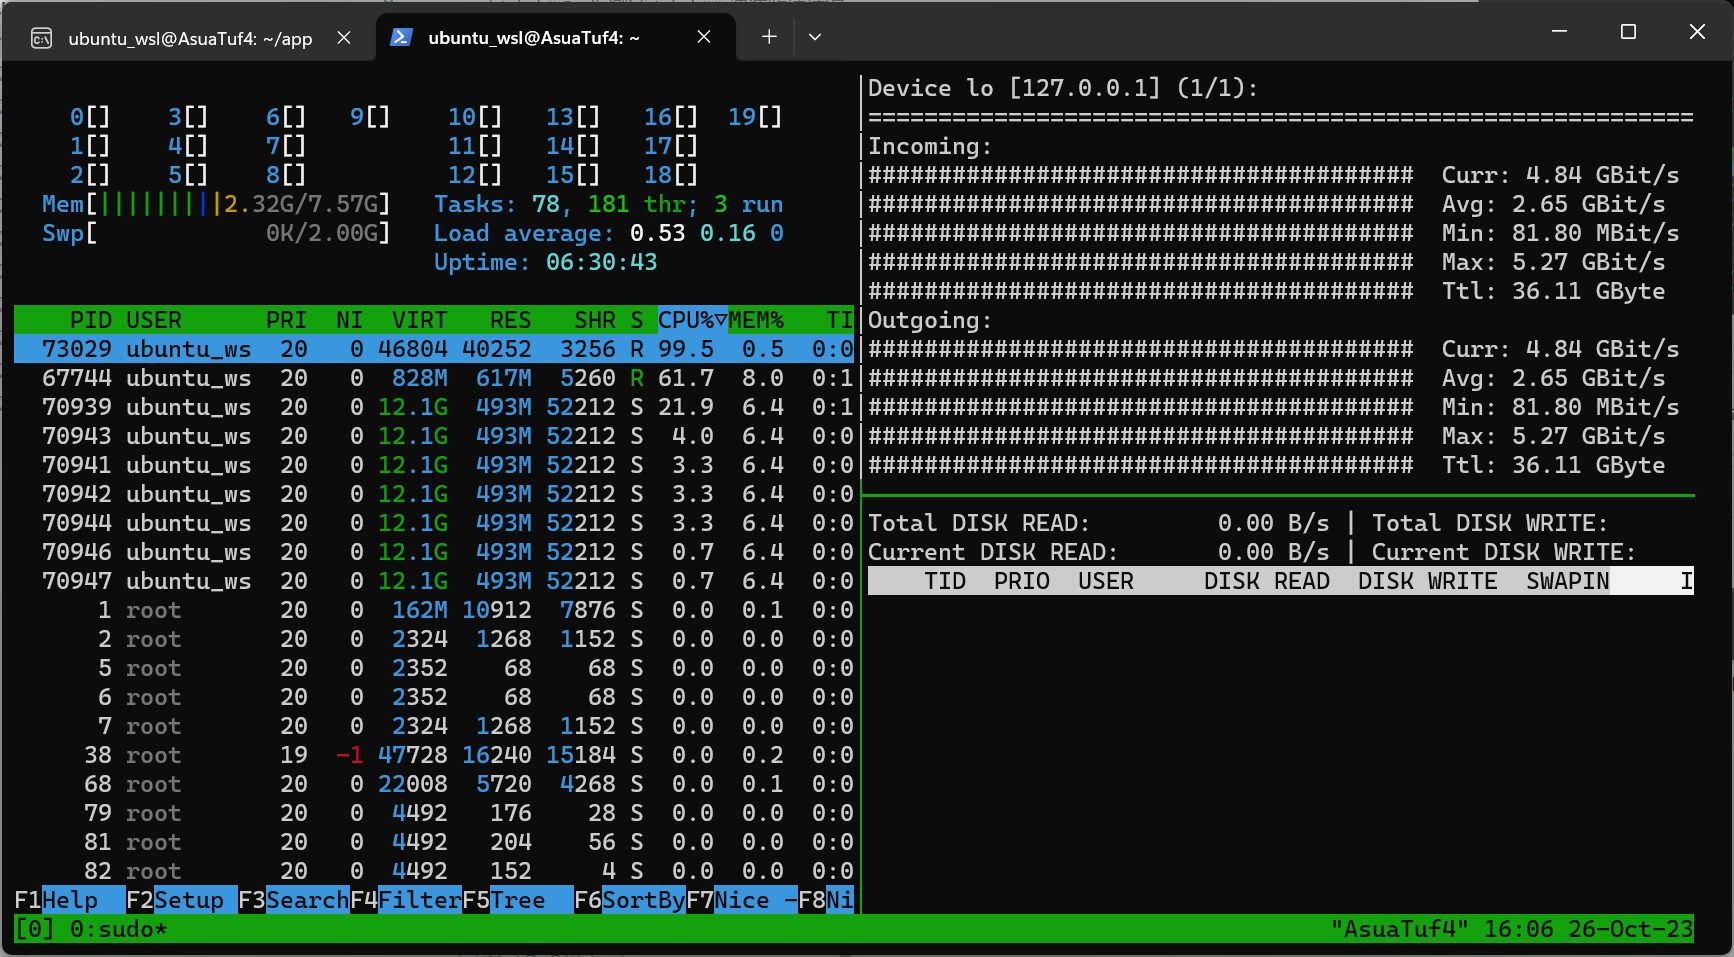 ubuntu_wsl@AsuaTuf4: ~/app
ubuntu_wsl@AsuaTuf4: ~
0[] 3[] 6[] 9[] 10[] 13[] 16[] 19[]
1[] 4[] 7[] 11[] 14[] 17[]
2[] 5[] 8[] 12[] 15[] 18[]
Mem[|||||||||2.32G/7.57G] Tasks: 78, 181 thr; 3 run
Swp[ 0K/2.00G] Load average: 0.53 0.16 0
Uptime: 06:30:43
PID USER PRI NI VIRT RES SHR S CPU%▽MEM% TI
73029 ubuntu_ws 20 0 46804 40252 3256 R 99.5 0.5 0:0
67744 ubuntu_ws 20 0 828M 617M 5260 R 61.7 8.0 0:1
70939 ubuntu_ws 20 0 12.1G 493M 52212 S 21.9 6.4 0:1
70943 ubuntu_ws 20 0 12.1G 493M 52212 S 4.0 6.4 0:0
70941 ubuntu_ws 20 0 12.1G 493M 52212 S 3.3 6.4 0:0
70942 ubuntu_ws 20 0 12.1G 493M 52212 S 3.3 6.4 0:0
70944 ubuntu_ws 20 0 12.1G 493M 52212 S 3.3 6.4 0:0
70946 ubuntu_ws 20 0 12.1G 493M 52212 S 0.7 6.4 0:0
70947 ubuntu_ws 20 0 12.1G 493M 52212 S 0.7 6.4 0:0
1 root 20 0 162M 10912 7876 S 0.0 0.1 0:0
2 root 20 0 2324 1268 1152 S 0.0 0.0 0:0
5 root 20 0 2352 68 68 S 0.0 0.0 0:0
6 root 20 0 2352 68 68 S 0.0 0.0 0:0
7 root 20 0 2324 1268 1152 S 0.0 0.0 0:0
38 root 19 -1 47728 16240 15184 S 0.0 0.2 0:0
68 root 20 0 22008 5720 4268 S 0.0 0.1 0:0
79 root 20 0 4492 176 28 S 0.0 0.0 0:0
81 root 20 0 4492 204 56 S 0.0 0.0 0:0
82 root 20 0 4492 152 4 S 0.0 0.0 0:0
F1Help F2Setup F3SearchF4FilterF5Tree F6SortByF7Nice -F8Ni
Device lo [127.0.0.1] (1/1):
===========================================================
Incoming:
####################################### Curr: 4.84 GBit/s
####################################### Avg: 2.65 GBit/s
####################################### Min: 81.80 MBit/s
####################################### Max: 5.27 GBit/s
####################################### Ttl: 36.11 GByte
Outgoing:
####################################### Curr: 4.84 GBit/s
####################################### Avg: 2.65 GBit/s
####################################### Min: 81.80 MBit/s
####################################### Max: 5.27 GBit/s
####################################### Ttl: 36.11 GByte
Total DISK READ: 0.00 B/s | Total DISK WRITE:
Current DISK READ: 0.00 B/s | Current DISK WRITE:
TID PRIO USER DISK READ DISK WRITE SWAPIN I
[0] 0:sudo* "AsuaTuf4" 16:06 26-Oct-23